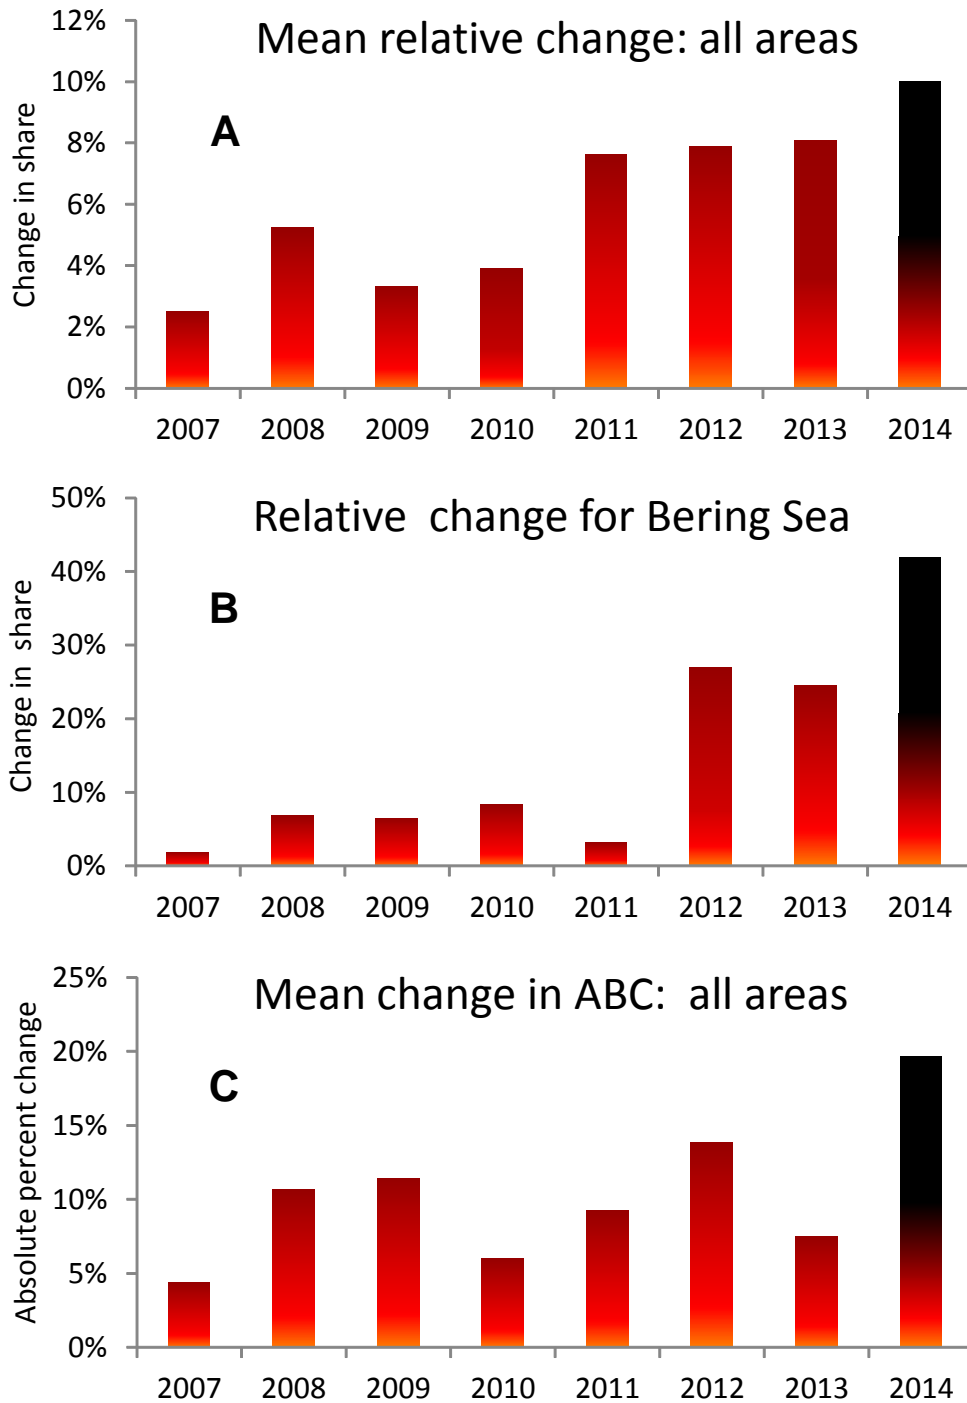 Mean relative change: all areas
A
Change in share
12%
10%
8%
6%
4%
2%
0%
2007 2008 2009 2010 2011 2012 2013 2014
Relative  change for Bering Sea
B
Change in  share
50%
40%
30%
20%
10%
0%
2007 2008 2009 2010 2011 2012 2013 2014
Mean change in ABC:  all areas
C
Absolute percent change
25%
20%
15%
10%
5%
0%
2007 2008 2009 2010 2011 2012 2013 2014